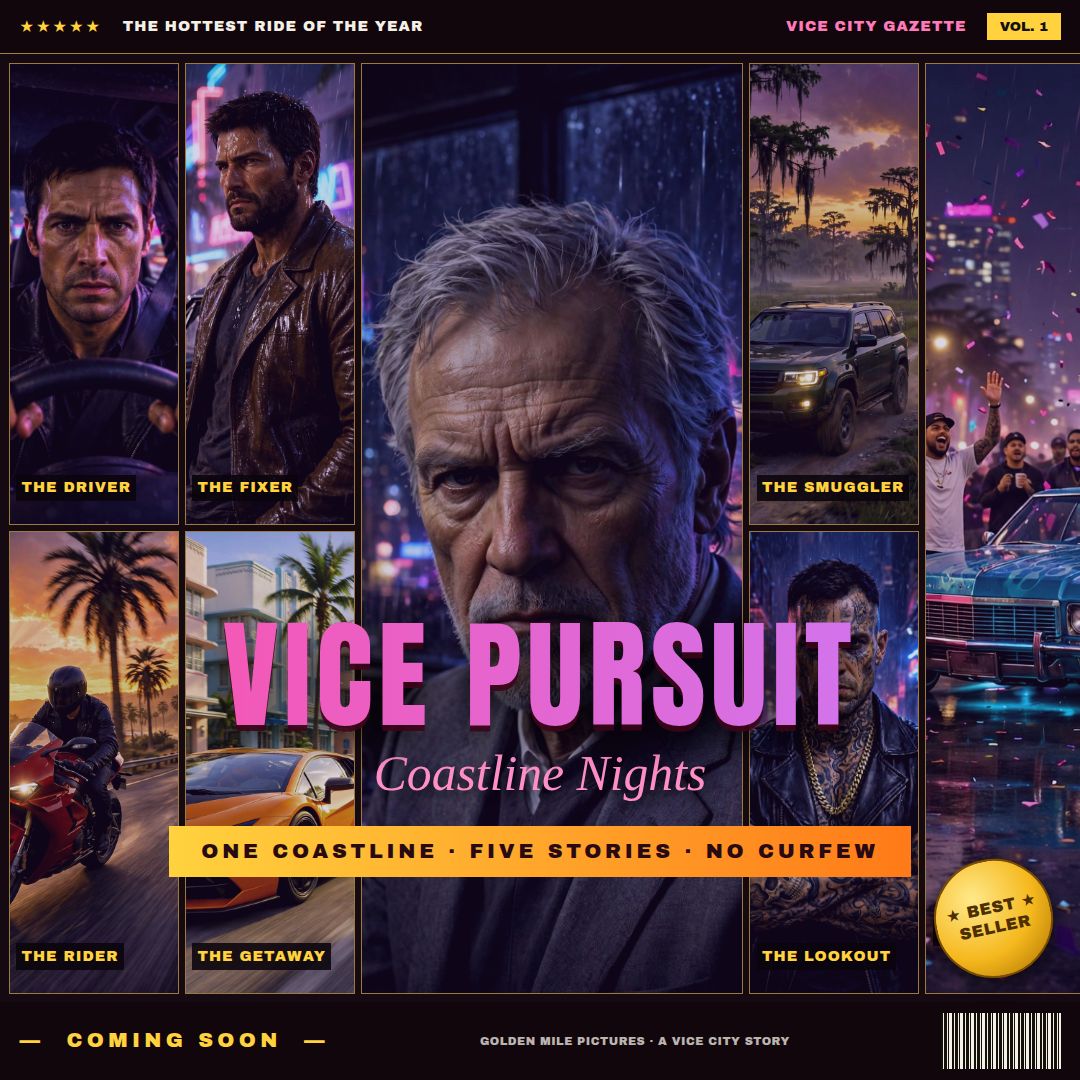 ★★★★★ THE HOTTEST RIDE OF THE YEAR
VICE CITY GAZETTE
VOL. 1
THE DRIVER
THE FIXER
THE SMUGGLER
VICE PURSUIT
Coastline Nights
ONE COASTLINE · FIVE STORIES · NO CURFEW
★ BEST ★
SELLER
THE RIDER
THE GETAWAY
THE LOOKOUT
— COMING SOON —
GOLDEN MILE PICTURES · A VICE CITY STORY